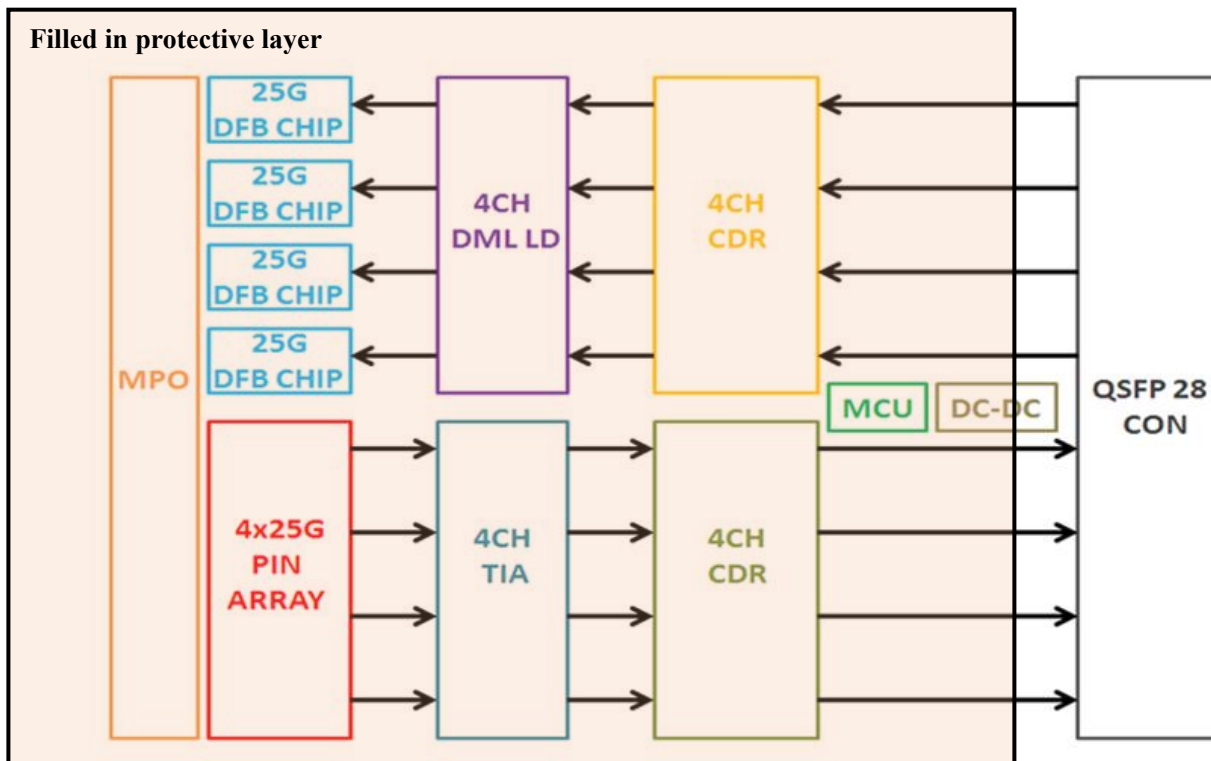 Filled in protective layer
25G
DFB CHIP
25G
DFB CHIP
25G
DFB CHIP
25G
DFB CHIP
4CH
DML LD
4CH
CDR
MPO
MCU
DC-DC
QSFP 28
CON
4x25G
PIN
ARRAY
4CH
TIA
4CH
CDR